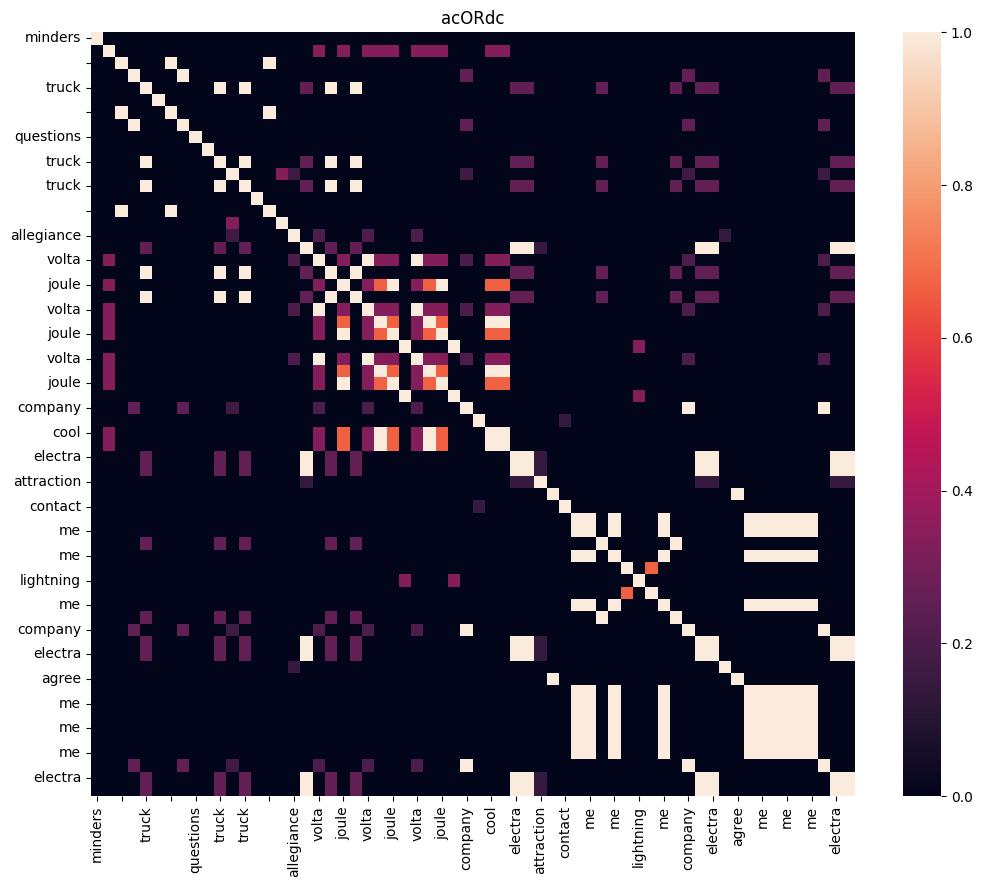 acORdc
minders
truck
questions
truck
truck
allegiance
volta
joule
volta
joule
volta
joule
company
cool
electra
attraction
contact
me
me
lightning
me
company
electra
agree
me
me
me
electra
minders
truck
questions
truck
truck
allegiance
volta
joule
volta
joule
volta
joule
company
cool
electra
attraction
contact
me
me
lightning
me
company
electra
agree
me
me
me
electra
1.0
0.8
0.6
0.4
0.2
0.0